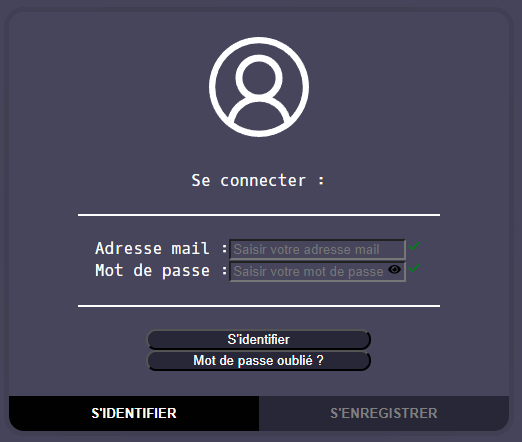 Se connecter :
Adresse mail : Saisir votre adresse mail
Mot de passe : Saisir votre mot de passe
S'identifier
Mot de passe oublié ?
S'IDENTIFIER S'ENREGISTRER